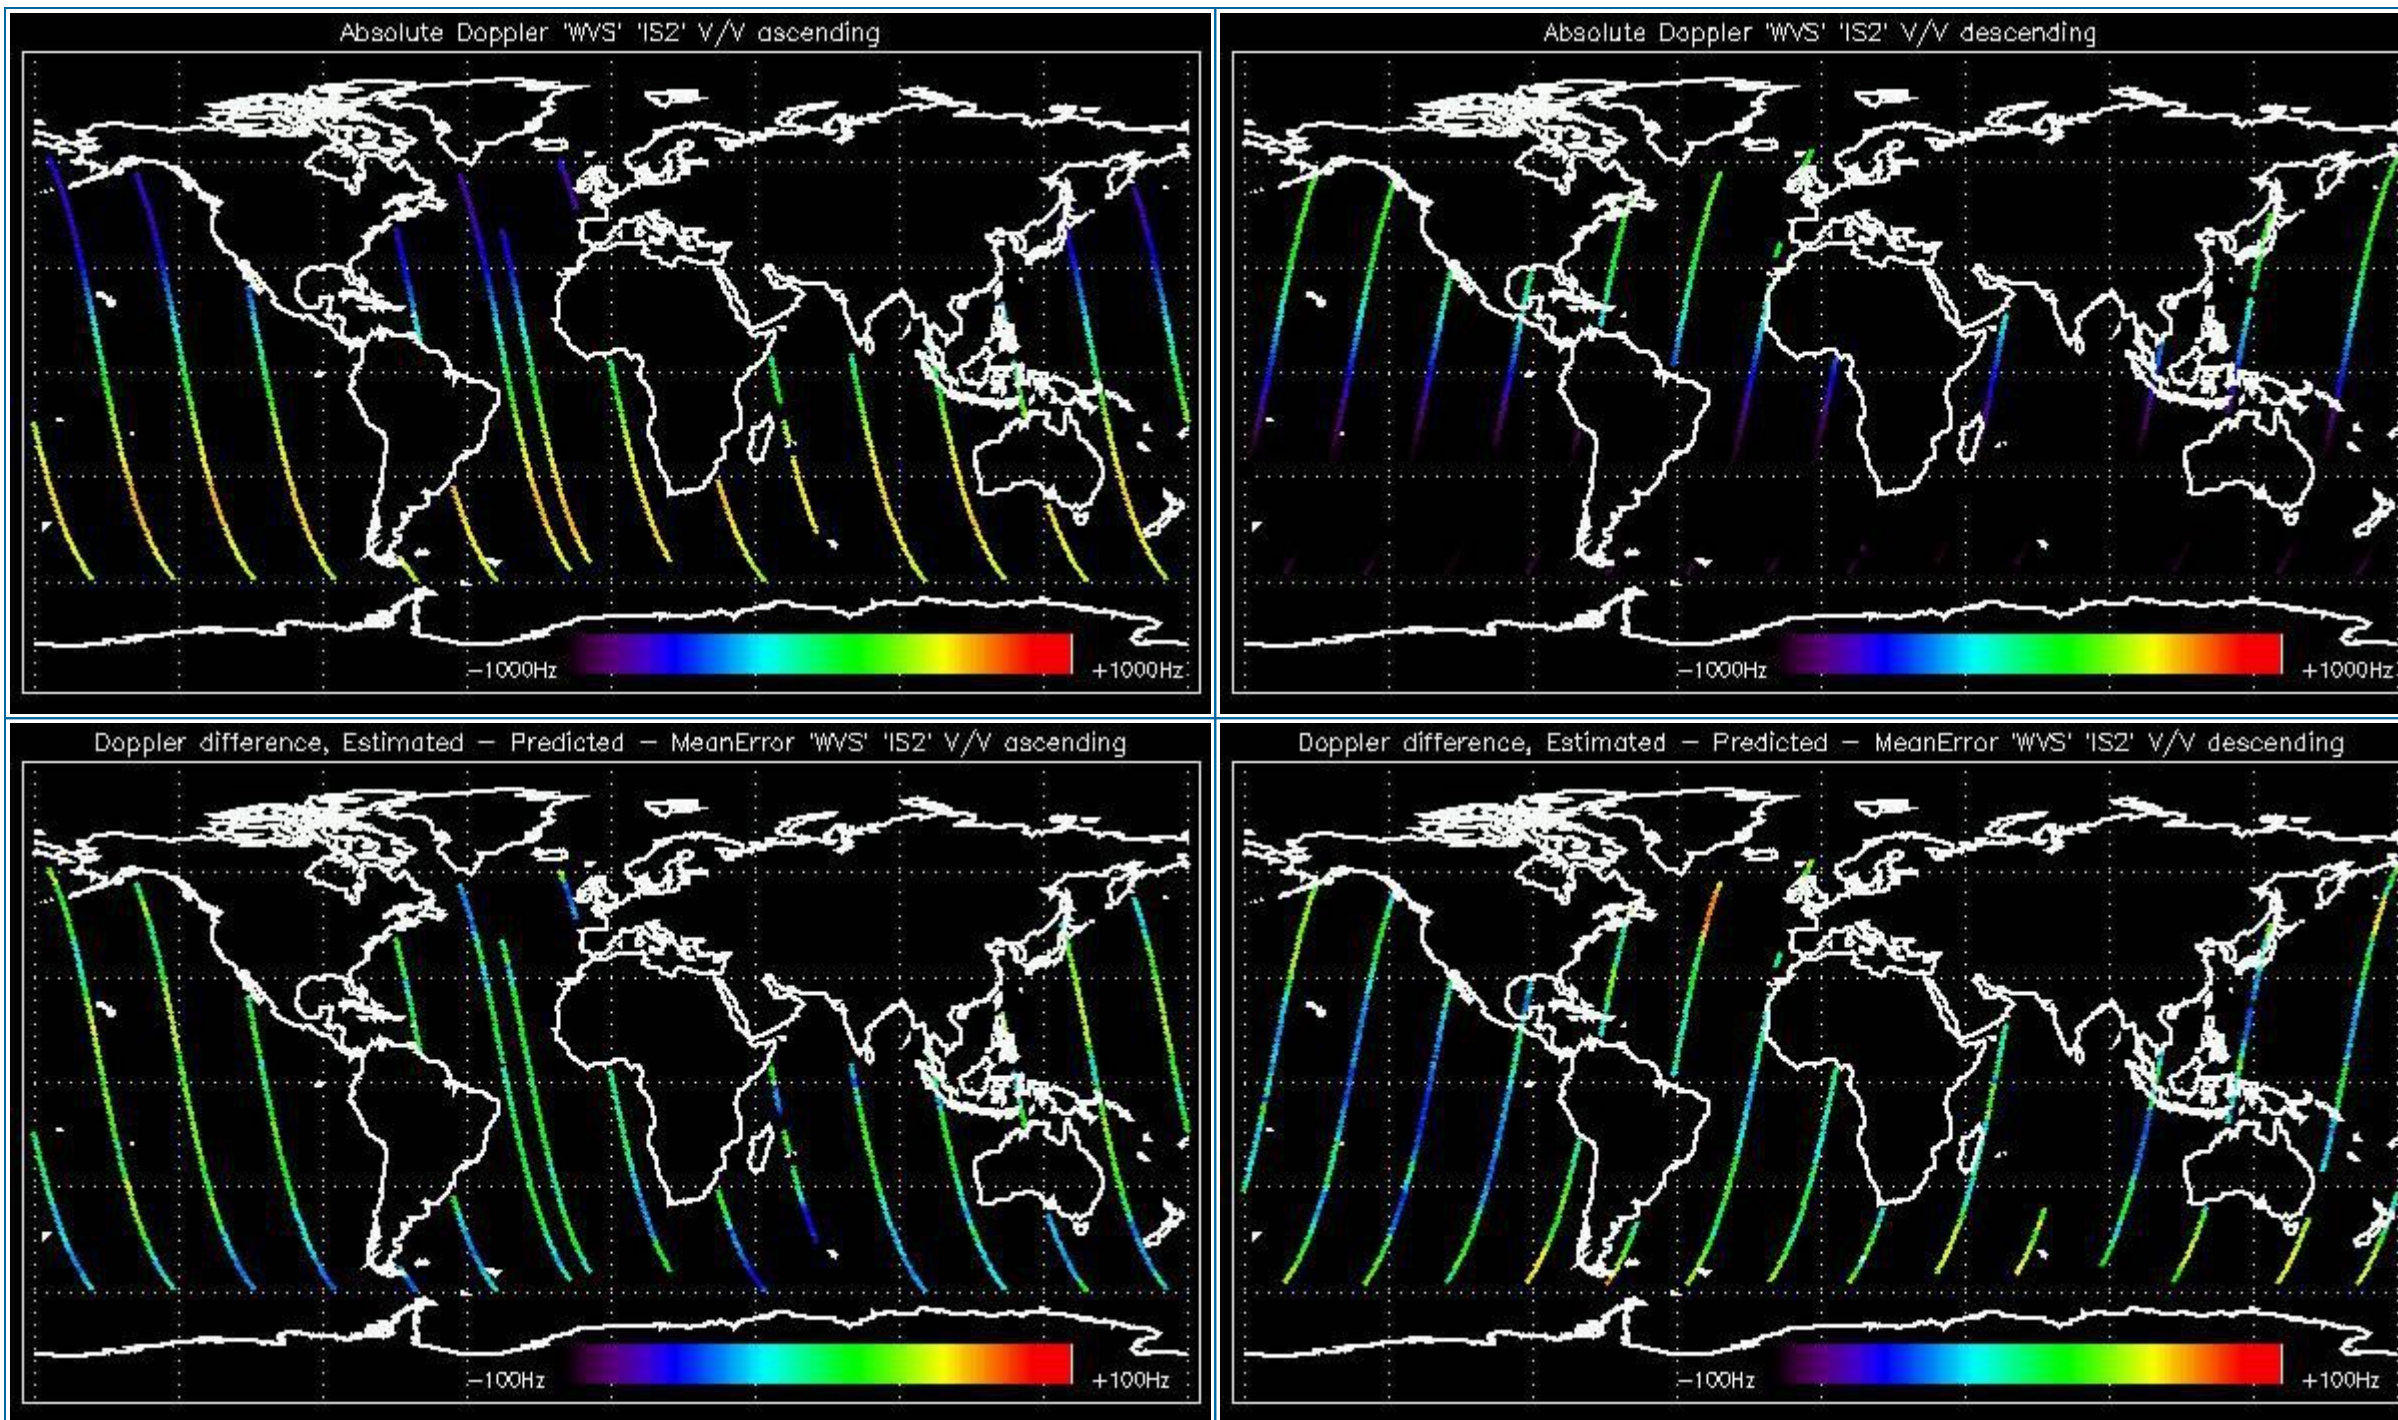 Absolute Doppler 'WVS' 'IS2' V/V ascending
-1000Hz
+1000Hz
Absolute Doppler 'WVS' 'IS2' V/V descending
-1000Hz
+1000Hz
Doppler difference, Estimated - Predicted - MeanError 'WVS' 'IS2' V/V ascending
-100Hz
+100Hz
Doppler difference, Estimated - Predicted - MeanError 'WVS' 'IS2' V/V descending
-100Hz
+100Hz